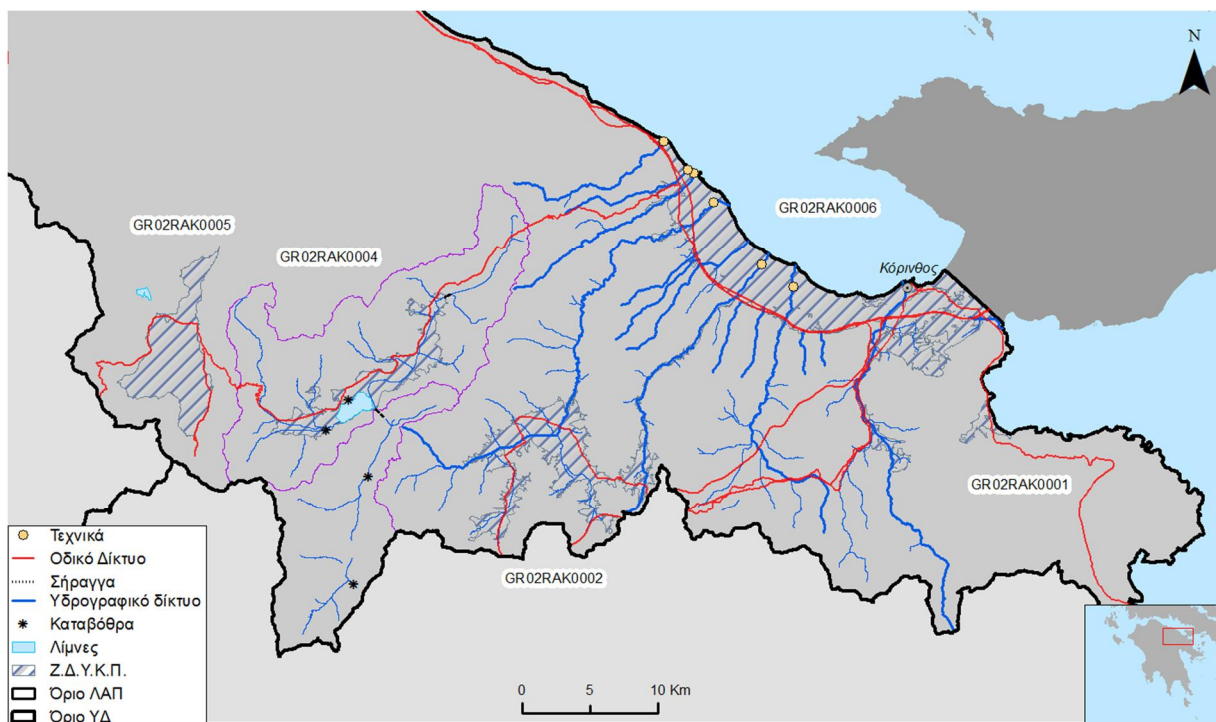 N
GR02RAK0006
GR02RAK0005
GR02RAK0004
Κόρινθος
GR02RAK0001
GR02RAK0002
Τεχνικά
Οδικό Δίκτυο
Σήραγγα
Υδρογραφικό δίκτυο
Καταβόθρα
Λίμνες
Ζ.Δ.Υ.Κ.Π.
Όριο ΛΑΠ
Όριο ΥΔ
0 5 10 Km